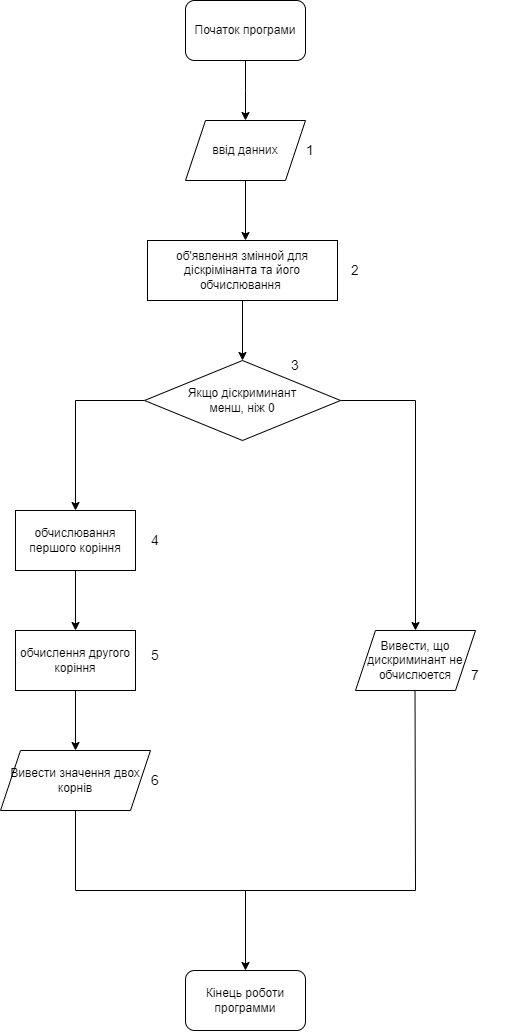 Початок програми
ввід данних
1
об'явлення змінної для
діскрімінанта та його
обчислювання
2
3
Якщо діскриминант
менш, ніж 0
обчислювання
першого коріння
4
обчислення другого
коріння
5
Вивести, що
дискриминант не
обчислюется
7
Вивести значення двох
корнів
6
Кінець роботи
программи